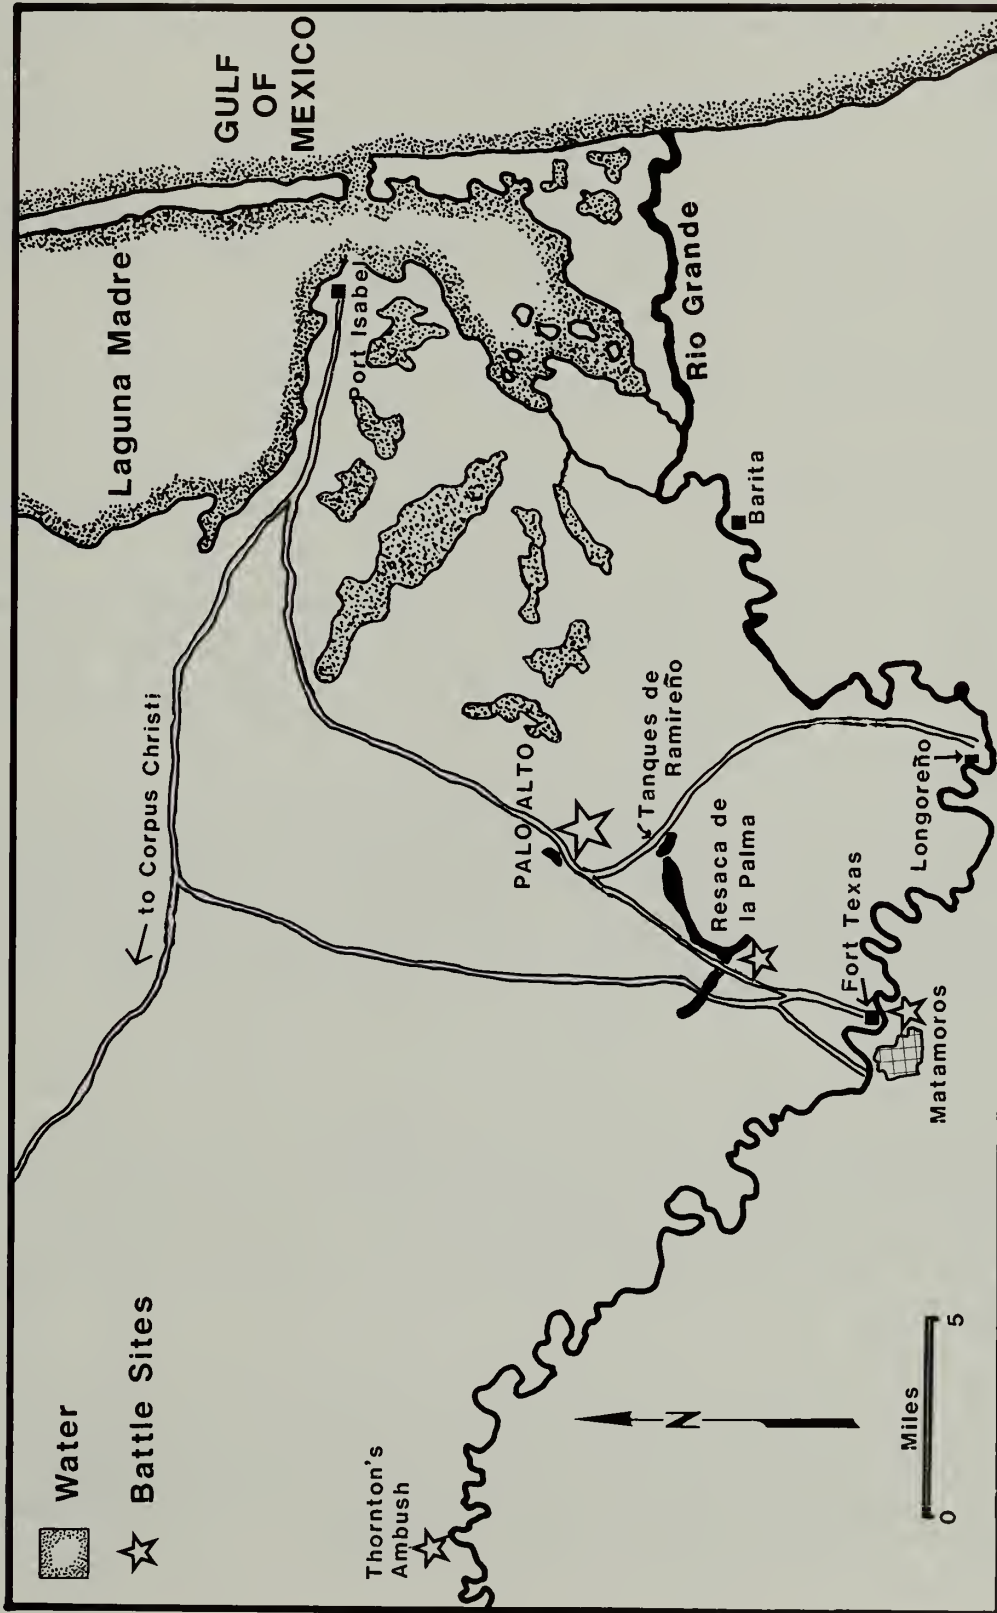 Water
Battle Sites
Thornton's
Ambush
Miles
0 5
N
to Corpus Christi
Laguna Madre
GULF
OF
MEXICO
Port Isabel
PALO ALTO
Tanques de
Ramireño
Resaca de
la Palma
Fort Texas
Matamoros
Longoreño
Barita
Rio Grande